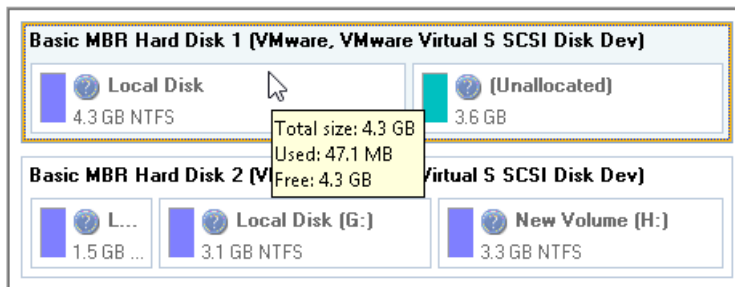 Basic MBR Hard Disk 1 (VMware, VMware Virtual S SCSI Disk Dev)
Local Disk
4.3 GB NTFS
(Unallocated)
3.6 GB
Total size: 4.3 GB
Used: 47.1 MB
Free: 4.3 GB
Basic MBR Hard Disk 2 (V Virtual S SCSI Disk Dev)
L...
1.5 GB ...
Local Disk (G:)
3.1 GB NTFS
New Volume (H:)
3.3 GB NTFS